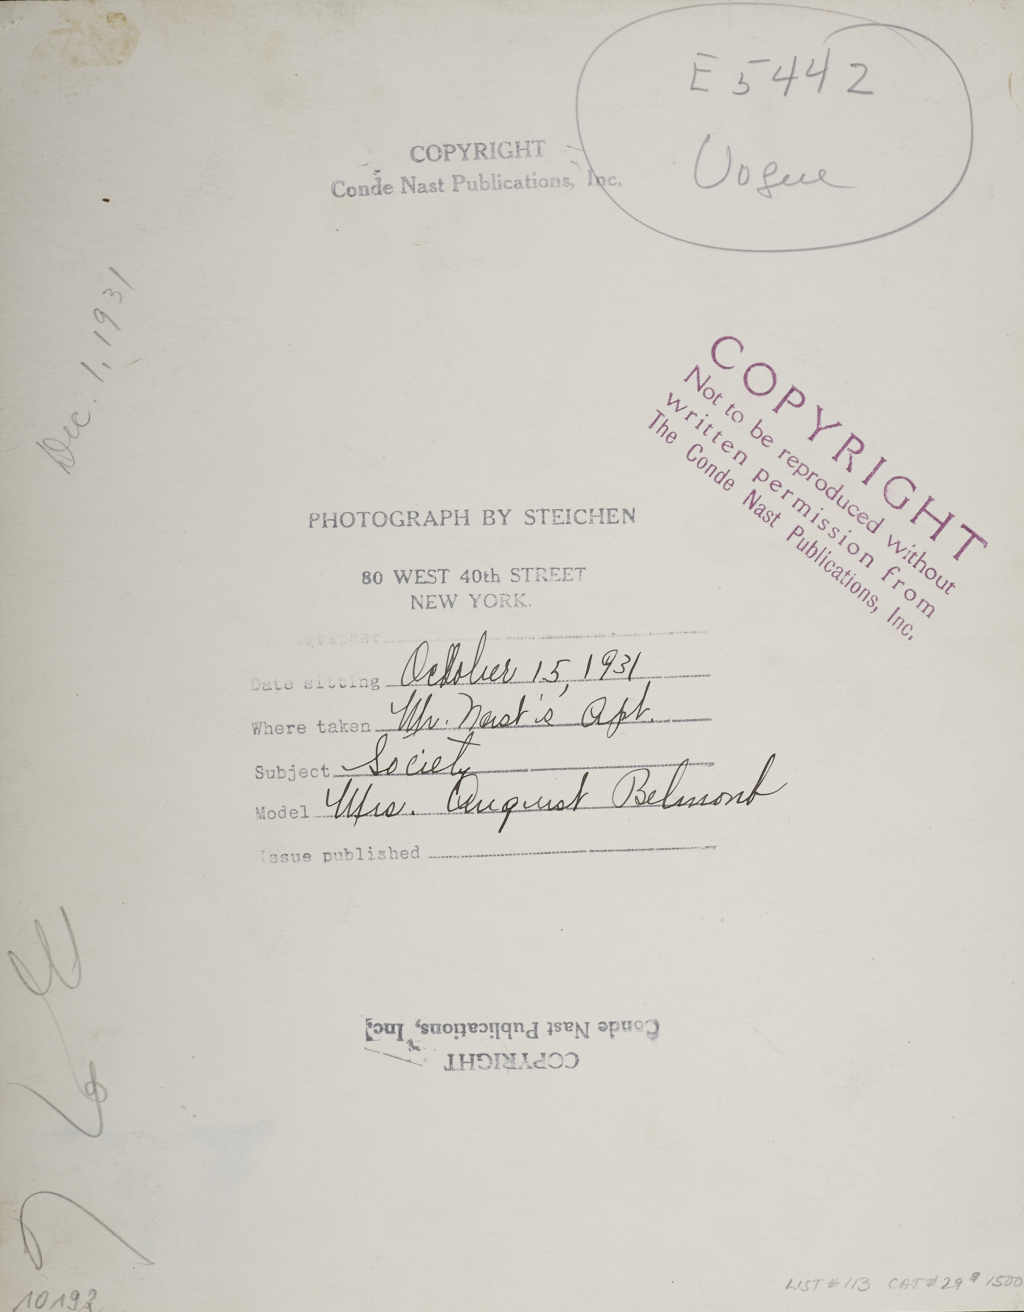 E 5442
Vogue
COPYRIGHT
Conde Nast Publications, Inc.
Dec. 1, 1931
COPYRIGHT
Not to be reproduced without
written permission from
The Conde Nast Publications, Inc.
PHOTOGRAPH BY STEICHEN
80 WEST 40th STREET
NEW YORK.
Date sitting October 15, 1931
Where taken Mr. Nast's Apt.
Subject Society
Model Mrs. August Belmont
Issue published
Conde Nast Publications, Inc.
COPYRIGHT
10193
LIST # 113 CAT # 29 $ 1500